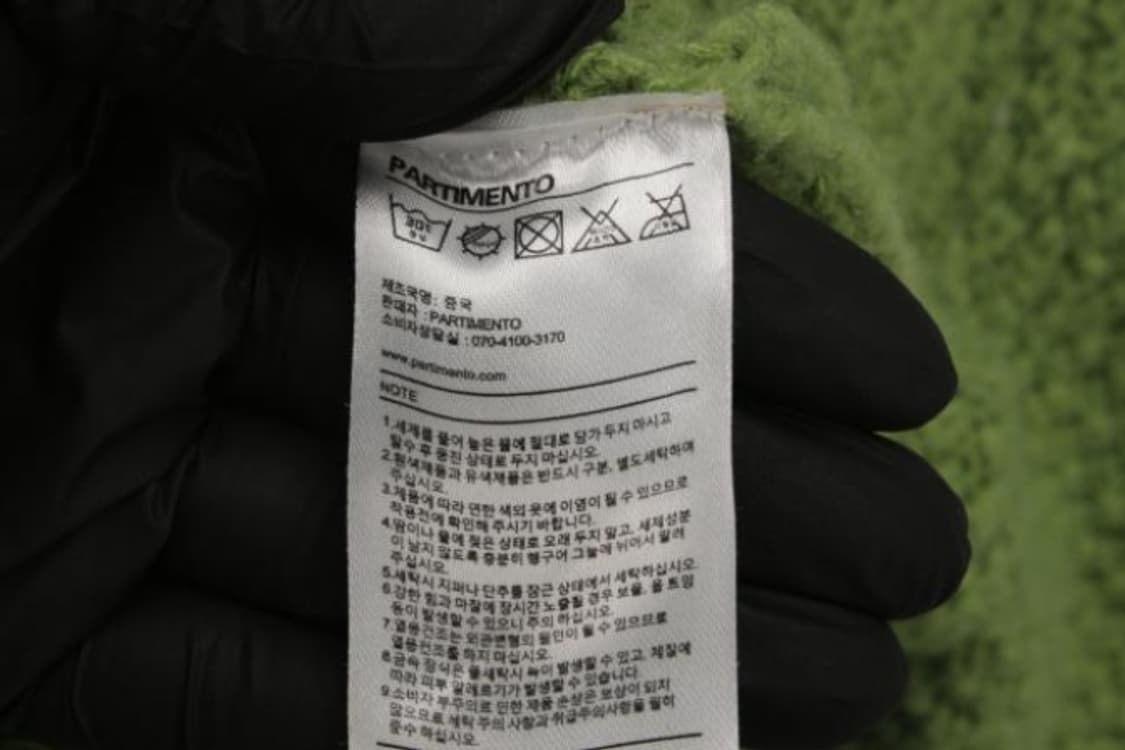 PARTIMENTO
30℃
중성
제조국명 : 중국
판매자 : PARTIMENTO
소비자상담실 : 070-4100-3170
www.partimento.com
NOTE
1.세제를 풀어 놓은 물에 절대로 담가 두지 마시고
탈수 후 뭉친 상태로 두지 마십시오.
2.흰색제품과 유색제품은 반드시 구분, 별도세탁하여
주십시오.
3.제품에 따라 연한 색의 옷에 이염이 될 수 있으므로
착용전에 확인해 주시기 바랍니다.
4.땀이나 물에 젖은 상태로 오래 두지 말고, 세제성분
이 남지 않도록 충분히 헹구어 그늘에 뉘어서 말려
주십시오.
5.세탁시 지퍼나 단추를 잠근 상태에서 세탁하십시오.
6.강한 힘과 마찰에 장시간 노출될 경우 보풀, 올 트임
등이 발생할 수 있으니 주의 하십시오.
7.열풍건조는 외관변형의 원인이 될 수 있으므로
열풍건조를 하지 마십시오.
8.금속 장식은 물세탁시 녹이 발생할 수 있고, 체질에
따라 피부 알레르기가 발생할 수 있습니다.
9.소비자 부주의로 인한 제품 손상은 보상이 되지
않으므로 세탁 주의 사항과 취급주의사항을 필히
준수 하십시오.